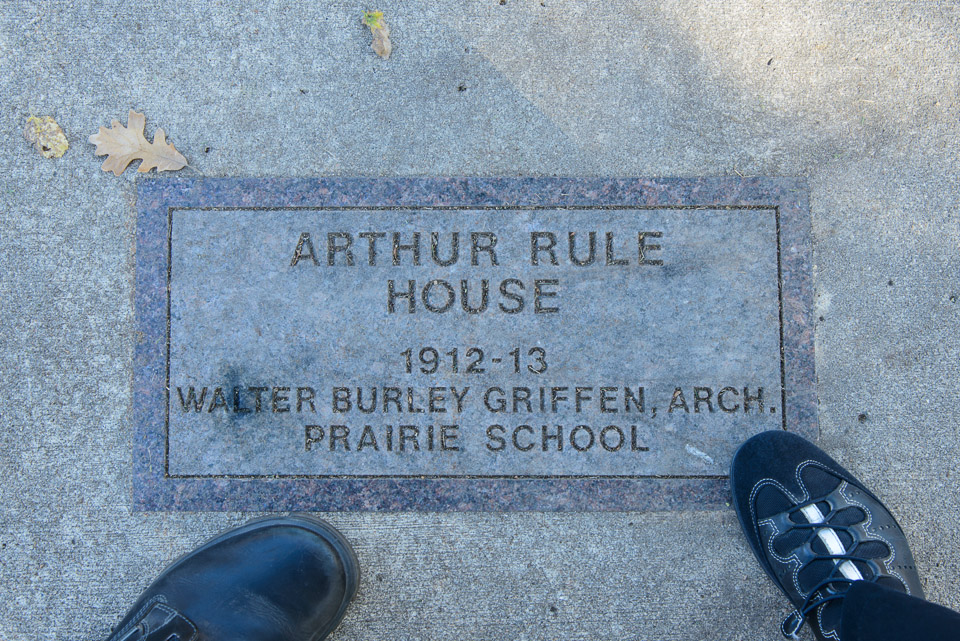 ARTHUR RULE
HOUSE
1912-13
WALTER BURLEY GRIFFEN, ARCH.
PRAIRIE SCHOOL